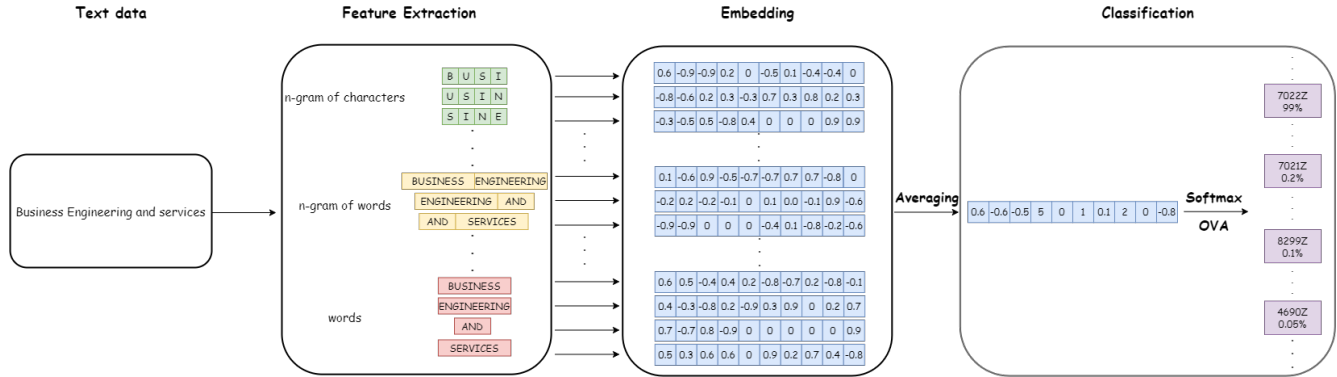 Text data
Feature Extraction
Embedding
Classification
Business Engineering and services
n-gram of characters
B U S I
U S I N
S I N E
n-gram of words
BUSINESS ENGINEERING
ENGINEERING AND
AND SERVICES
words
BUSINESS
ENGINEERING
AND
SERVICES
0.6 -0.9 -0.9 0.2 0 -0.5 0.1 -0.4 -0.4 0
-0.8 -0.6 0.2 0.3 -0.3 0.7 0.3 0.8 0.2 0.3
-0.3 -0.5 0.5 -0.8 0.4 0 0 0 0.9 0.9
0.1 -0.6 0.9 -0.5 -0.7 -0.7 0.7 0.7 -0.8 0
-0.2 0.2 -0.2 -0.1 0 0.1 0.0 -0.1 0.9 -0.6
-0.9 -0.9 0 0 0 -0.4 0.1 -0.8 -0.2 -0.6
0.6 0.5 -0.4 0.4 0.2 -0.8 -0.7 0.2 -0.8 -0.1
0.4 -0.3 -0.8 0.2 -0.9 0.3 0.9 0 0.2 0.7
0.7 -0.7 0.8 -0.9 0 0 0 0 0 0.9
0.5 0.3 0.6 0.6 0 0.9 0.2 0.7 0.4 -0.8
Averaging
0.6 -0.6 -0.5 5 0 1 0.1 2 0 -0.8
Softmax
OVA
7022Z
99%
7021Z
0.2%
8299Z
0.1%
4690Z
0.05%